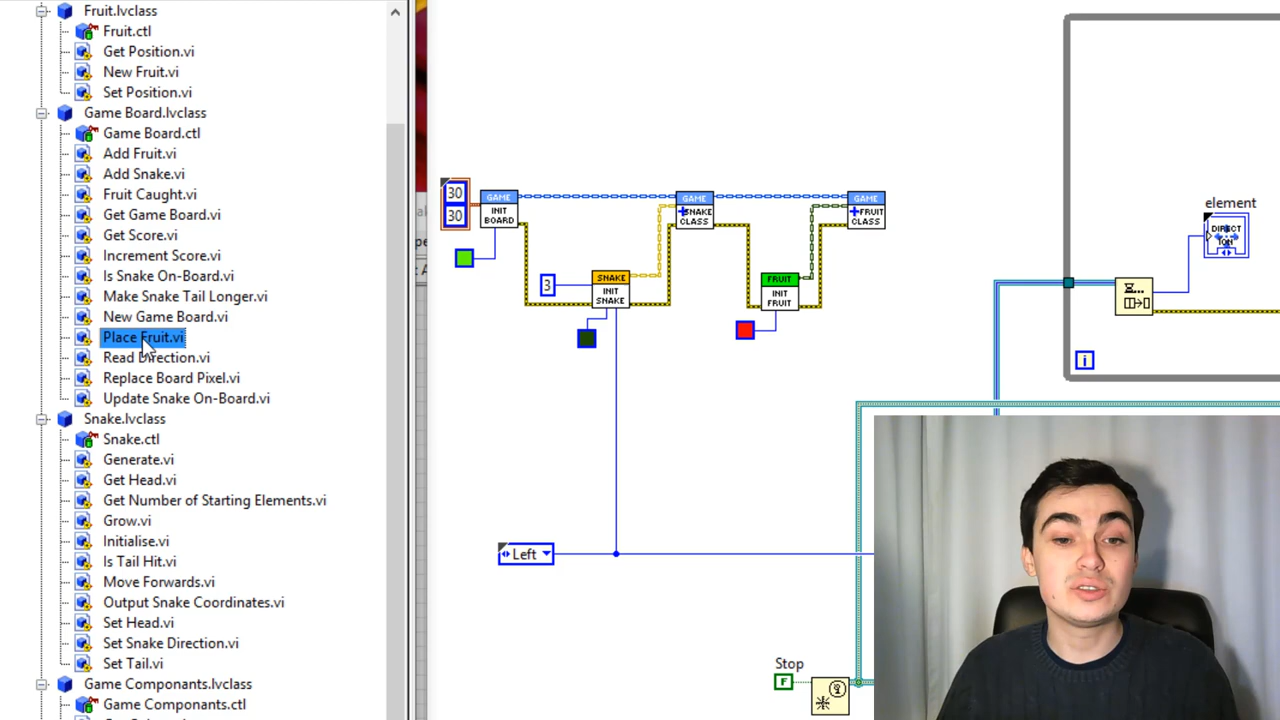 Fruit.lvclass
Fruit.ctl
Get Position.vi
New Fruit.vi
Set Position.vi
Game Board.lvclass
Game Board.ctl
Add Fruit.vi
Add Snake.vi
Fruit Caught.vi
Get Game Board.vi
Get Score.vi
Increment Score.vi
Is Snake On-Board.vi
Make Snake Tail Longer.vi
New Game Board.vi
Place Fruit.vi
Read Direction.vi
Replace Board Pixel.vi
Update Snake On-Board.vi
Snake.lvclass
Snake.ctl
Generate.vi
Get Head.vi
Get Number of Starting Elements.vi
Grow.vi
Initialise.vi
Is Tail Hit.vi
Move Forwards.vi
Output Snake Coordinates.vi
Set Head.vi
Set Snake Direction.vi
Set Tail.vi
Game Components.lvclass
Game Components.ctl
30
30
GAME
INIT
BOARD
GAME
+SNAKE
CLASS
GAME
+FRUIT
CLASS
3
SNAKE
INIT
SNAKE
FRUIT
INIT
FRUIT
element
DIRECT
ION
i
Left
Stop
F